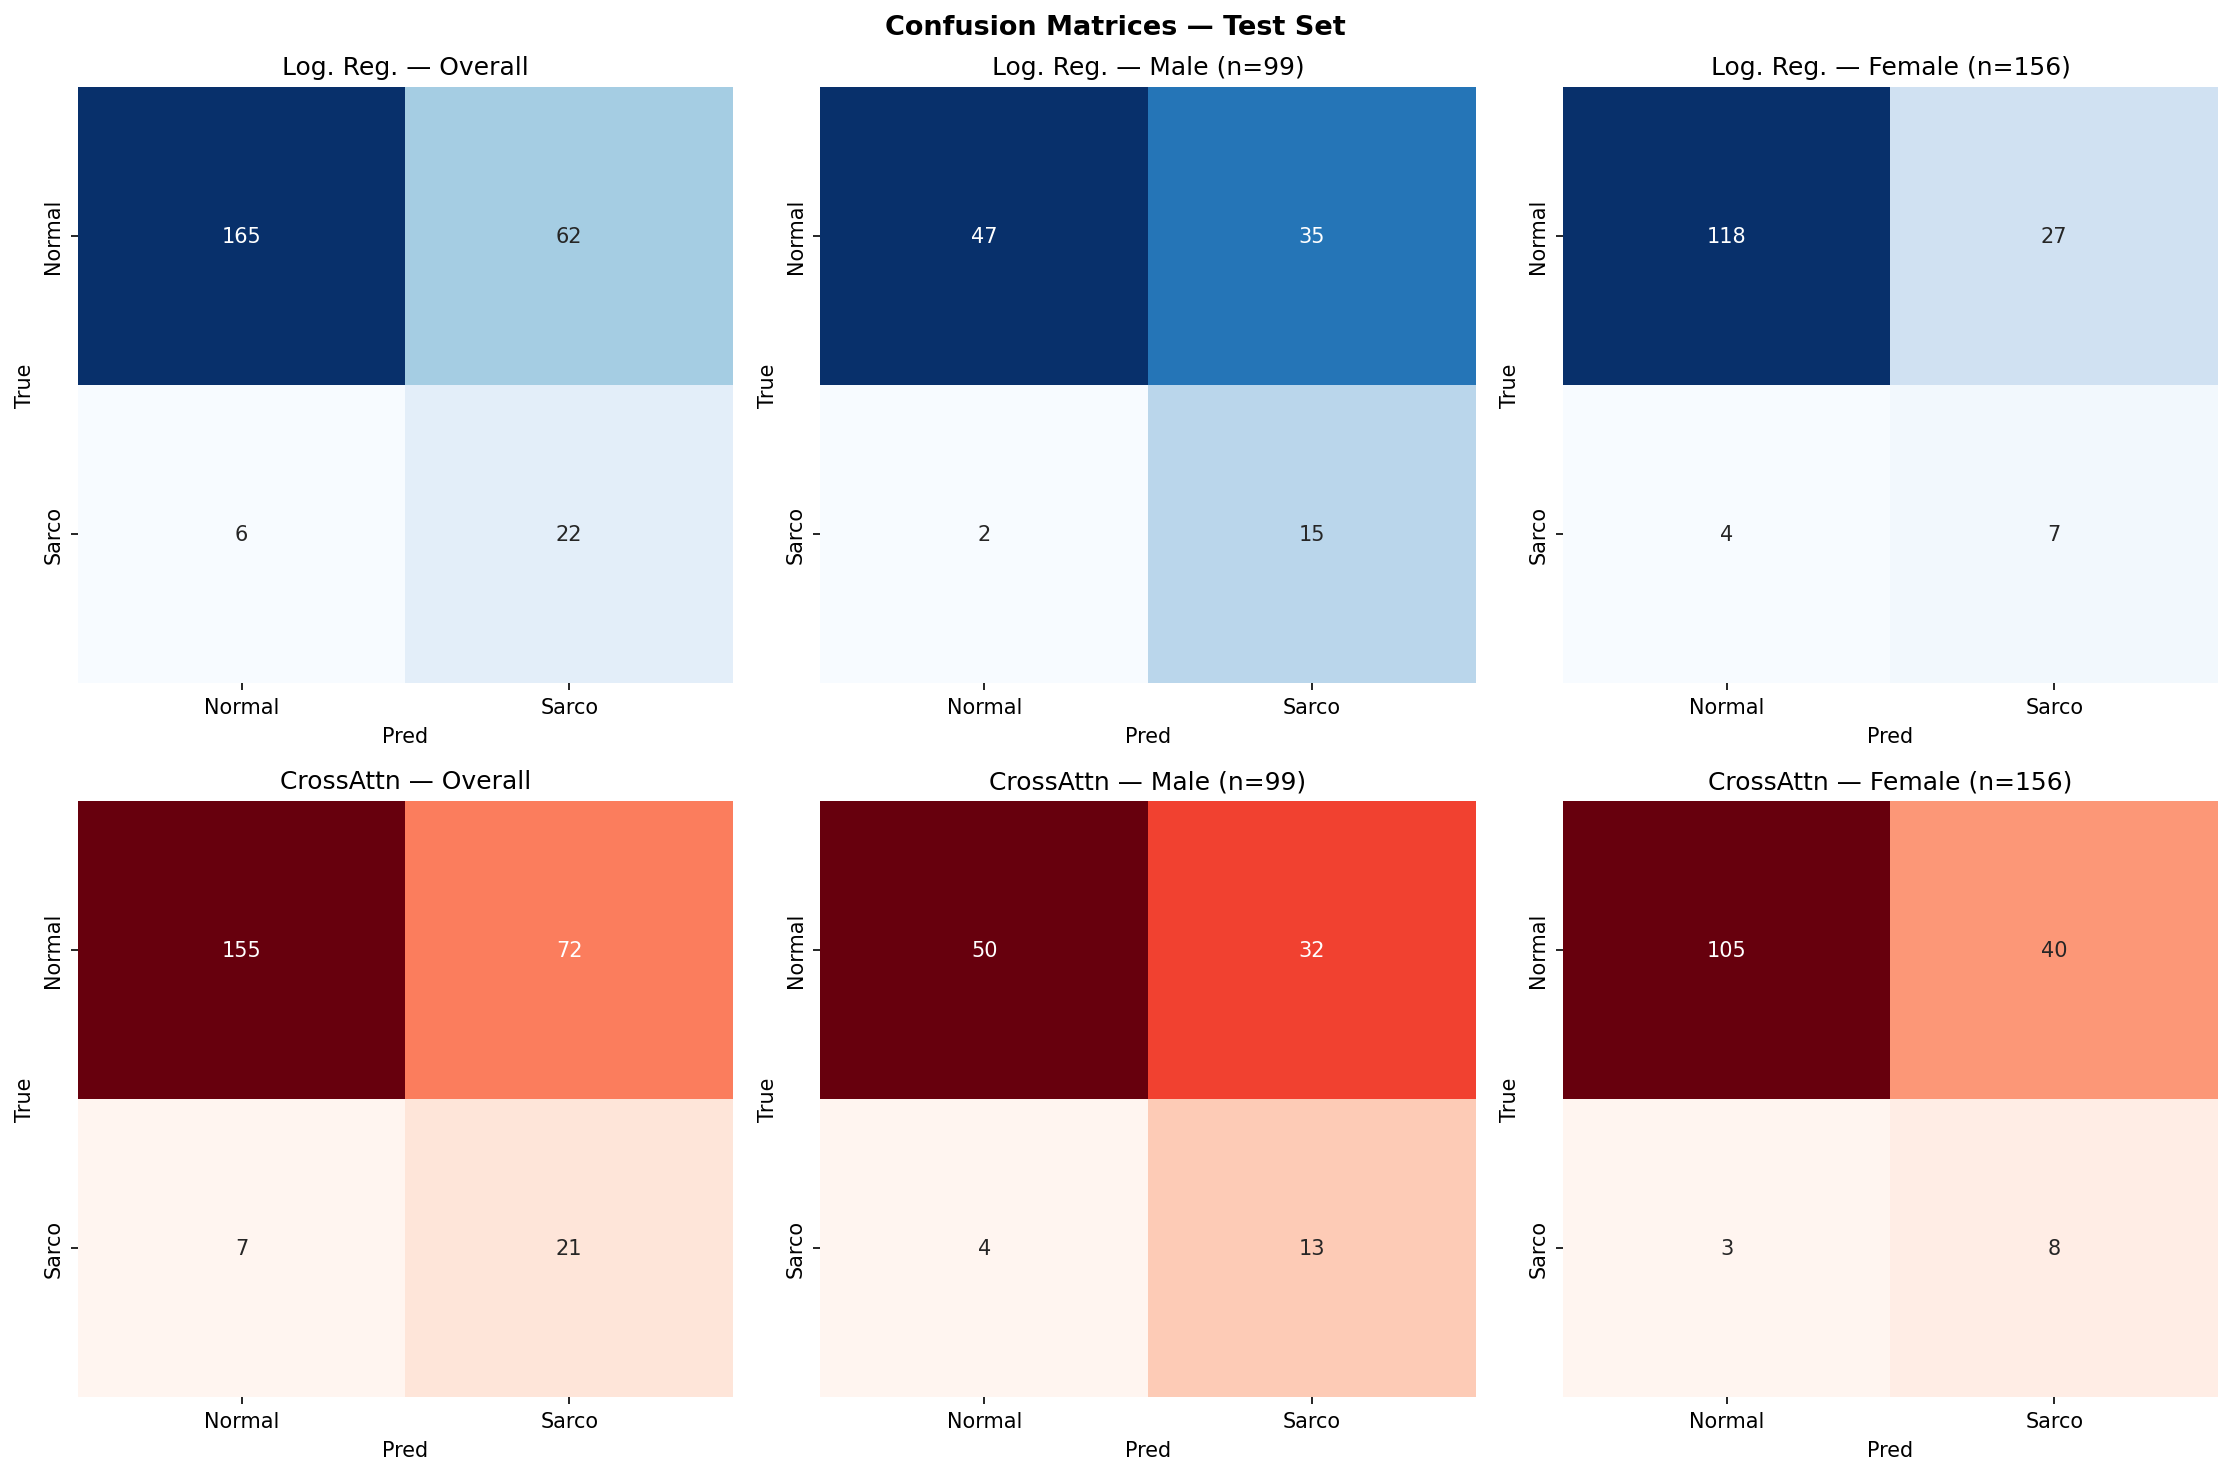 Confusion Matrices — Test Set
Log. Reg. — Overall
True
Normal
165
62
Sarco
6
22
Normal
Sarco
Pred
Log. Reg. — Male (n=99)
True
Normal
47
35
Sarco
2
15
Normal
Sarco
Pred
Log. Reg. — Female (n=156)
True
Normal
118
27
Sarco
4
7
Normal
Sarco
Pred
CrossAttn — Overall
True
Normal
155
72
Sarco
7
21
Normal
Sarco
Pred
CrossAttn — Male (n=99)
True
Normal
50
32
Sarco
4
13
Normal
Sarco
Pred
CrossAttn — Female (n=156)
True
Normal
105
40
Sarco
3
8
Normal
Sarco
Pred